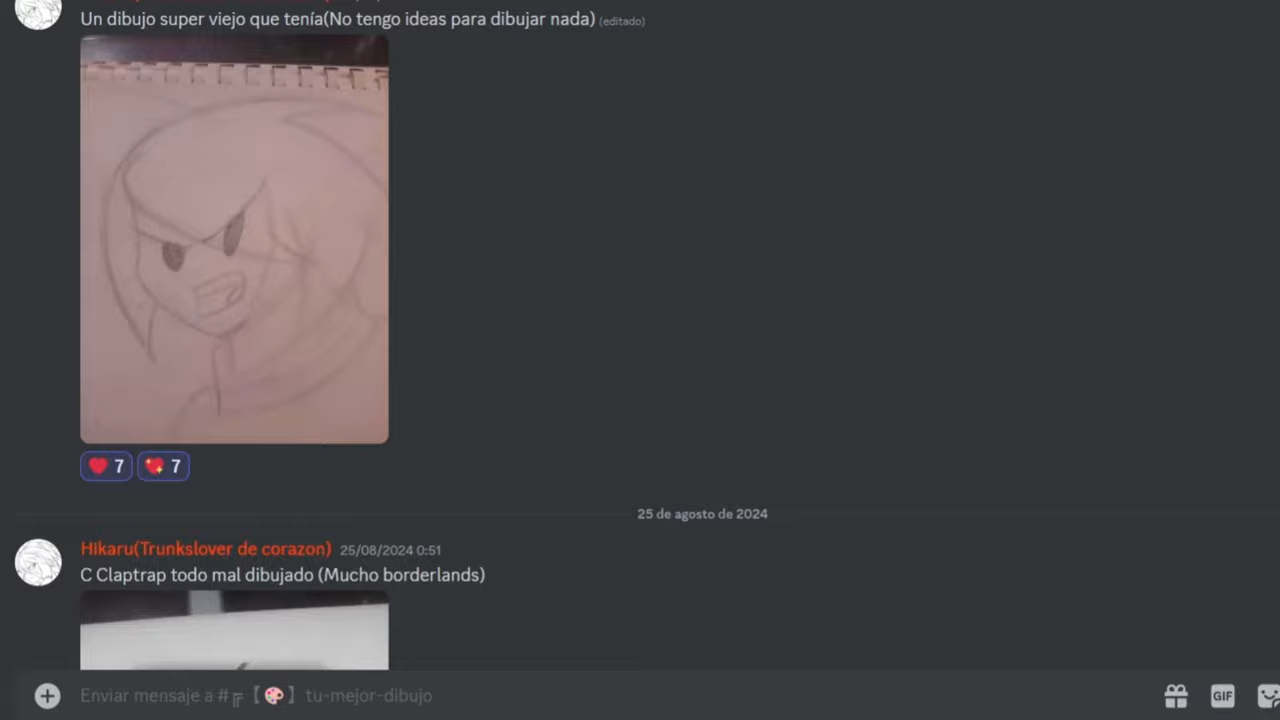 Un dibujo super viejo que tenía(No tengo ideas para dibujar nada) (editado)
7 7
25 de agosto de 2024
Hikaru(Trunkslover de corazon) 25/08/2024 0:51
C Claptrap todo mal dibujado (Mucho borderlands)
Enviar mensaje a #╔【🎨】tu-mejor-dibujo
GIF